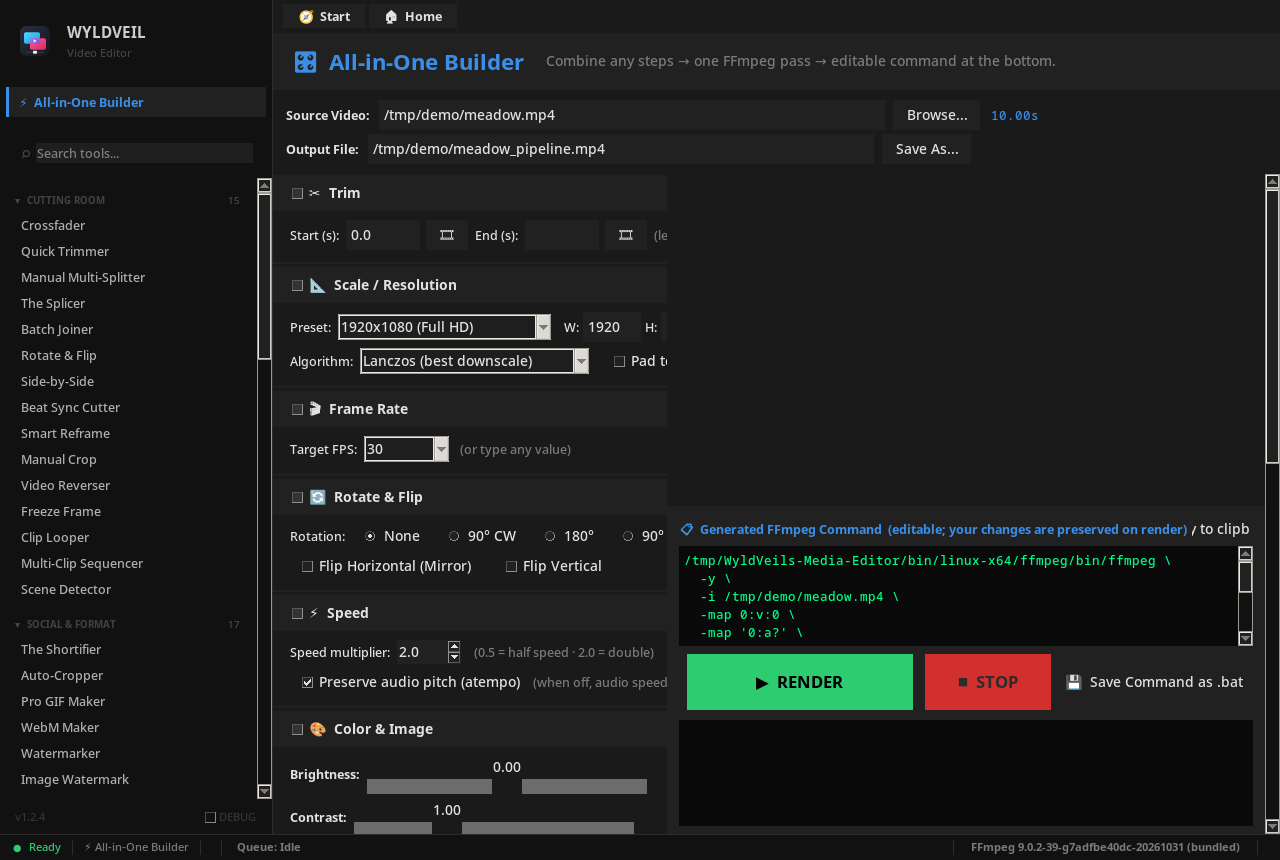 WYLDVEIL
Video Editor
⚡ All-in-One Builder
Search tools...
▾ CUTTING ROOM 15
Crossfader
Quick Trimmer
Manual Multi-Splitter
The Splicer
Batch Joiner
Rotate & Flip
Side-by-Side
Beat Sync Cutter
Smart Reframe
Manual Crop
Video Reverser
Freeze Frame
Clip Looper
Multi-Clip Sequencer
Scene Detector
▾ SOCIAL & FORMAT 17
The Shortifier
Auto-Cropper
Pro GIF Maker
WebM Maker
Watermarker
Image Watermark
v1.2.4 DEBUG
🧭 Start 🏠 Home
🎛 All-in-One Builder Combine any steps → one FFmpeg pass → editable command at the bottom.
Source Video: /tmp/demo/meadow.mp4 Browse... 10.00s
Output File: /tmp/demo/meadow_pipeline.mp4 Save As...
✂ Trim
Start (s): 0.0 End (s): (le
📐 Scale / Resolution
Preset: 1920x1080 (Full HD) W: 1920 H:
Algorithm: Lanczos (best downscale) Pad to
🎬 Frame Rate
Target FPS: 30 (or type any value)
🔄 Rotate & Flip
Rotation: None 90° CW 180° 90°
Flip Horizontal (Mirror) Flip Vertical
⚡ Speed
Speed multiplier: 2.0 (0.5 = half speed · 2.0 = double)
Preserve audio pitch (atempo) (when off, audio speed
🎨 Color & Image
Brightness: 0.00
Contrast: 1.00
📋 Generated FFmpeg Command (editable; your changes are preserved on render) / to clipb
/tmp/WyldVeils-Media-Editor/bin/linux-x64/ffmpeg/bin/ffmpeg \
-y \
-i /tmp/demo/meadow.mp4 \
-map 0:v:0 \
-map '0:a?' \
▶ RENDER ■ STOP 💾 Save Command as .bat
● Ready ⚡ All-in-One Builder Queue: Idle FFmpeg 9.0.2-39-g7adfbe40dc-20261031 (bundled)